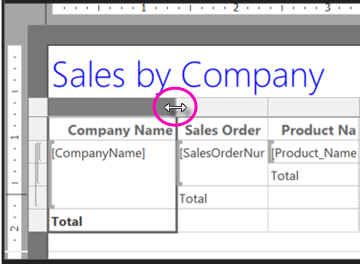 1 2 3
Sales by Company
Company Name Sales Order Product Na
[CompanyName] [SalesOrderNur [Product_Name
Total
Total
Total
1
2